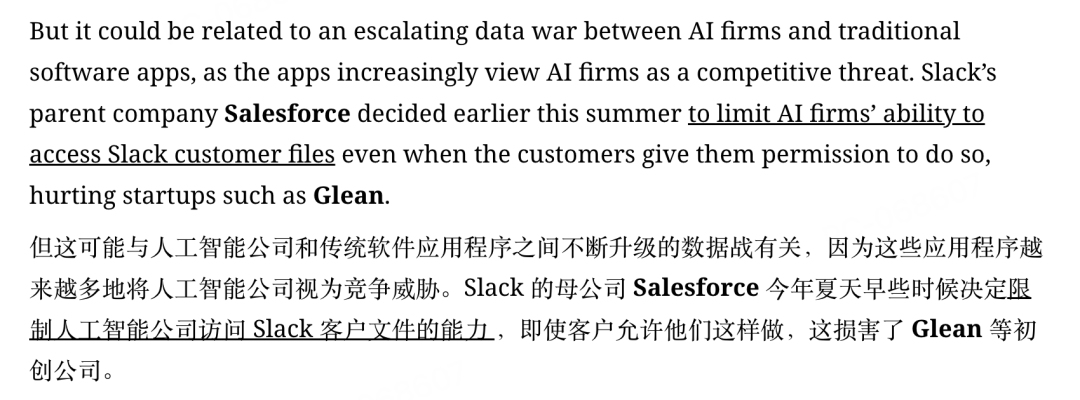 But it could be related to an escalating data war between AI firms and traditional
software apps, as the apps increasingly view AI firms as a competitive threat. Slack’s
parent company Salesforce decided earlier this summer to limit AI firms’ ability to
access Slack customer files even when the customers give them permission to do so,
hurting startups such as Glean.
但这可能与人工智能公司和传统软件应用程序之间不断升级的数据战有关，因为这些应用程序越
来越多地将人工智能公司视为竞争威胁。Slack 的母公司 Salesforce 今年夏天早些时候决定限
制人工智能公司访问 Slack 客户文件的能力 ，即使客户允许他们这样做，这损害了 Glean 等初
创公司。